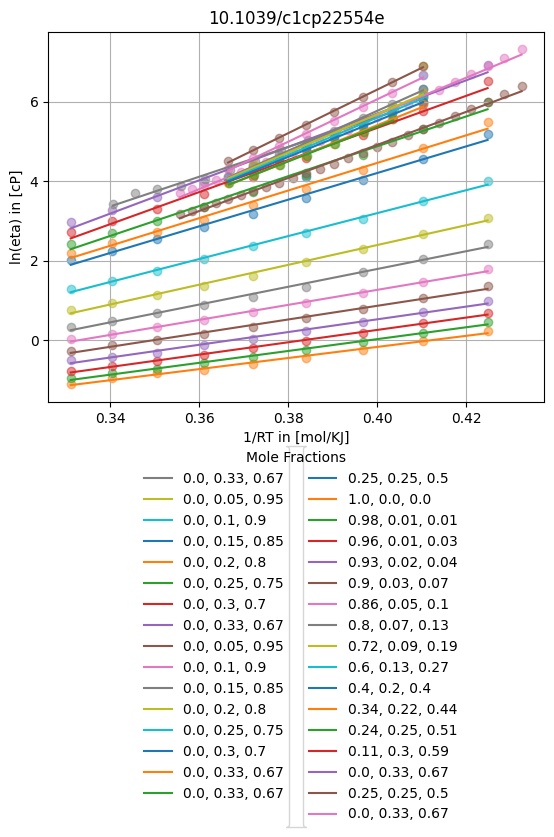 10.1039/c1cp22554e
ln(eta) in [cP]
6
4
2
0
0.34 0.36 0.38 0.40 0.42
1/RT in [mol/KJ]
Mole Fractions
0.0, 0.33, 0.67
0.0, 0.05, 0.95
0.0, 0.1, 0.9
0.0, 0.15, 0.85
0.0, 0.2, 0.8
0.0, 0.25, 0.75
0.0, 0.3, 0.7
0.0, 0.33, 0.67
0.0, 0.05, 0.95
0.0, 0.1, 0.9
0.0, 0.15, 0.85
0.0, 0.2, 0.8
0.0, 0.25, 0.75
0.0, 0.3, 0.7
0.0, 0.33, 0.67
0.0, 0.33, 0.67
0.25, 0.25, 0.5
1.0, 0.0, 0.0
0.98, 0.01, 0.01
0.96, 0.01, 0.03
0.93, 0.02, 0.04
0.9, 0.03, 0.07
0.86, 0.05, 0.1
0.8, 0.07, 0.13
0.72, 0.09, 0.19
0.6, 0.13, 0.27
0.4, 0.2, 0.4
0.34, 0.22, 0.44
0.24, 0.25, 0.51
0.11, 0.3, 0.59
0.0, 0.33, 0.67
0.25, 0.25, 0.5
0.0, 0.33, 0.67